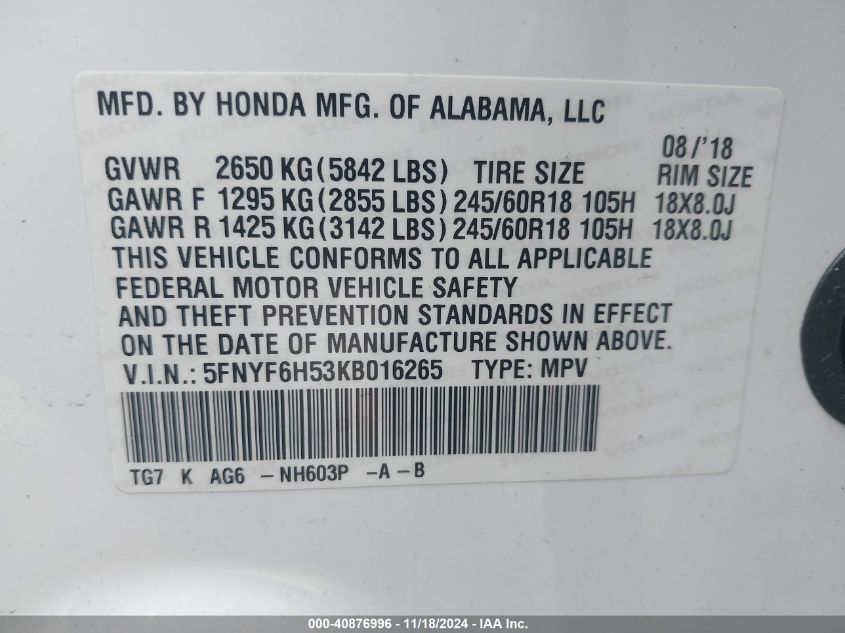 MFD. BY HONDA MFG. OF ALABAMA, LLC
08/'18
GVWR 2650 KG(5842 LBS) TIRE SIZE RIM SIZE
GAWR F 1295 KG(2855 LBS) 245/60R18 105H 18X8.0J
GAWR R 1425 KG(3142 LBS) 245/60R18 105H 18X8.0J
THIS VEHICLE CONFORMS TO ALL APPLICABLE
FEDERAL MOTOR VEHICLE SAFETY
AND THEFT PREVENTION STANDARDS IN EFFECT
ON THE DATE OF MANUFACTURE SHOWN ABOVE.
V.I.N.: 5FNYF6H53KB016265 TYPE: MPV
TG7 K AG6 -NH603P -A -B
000-40876996 - 11/18/2024 - IAA Inc.